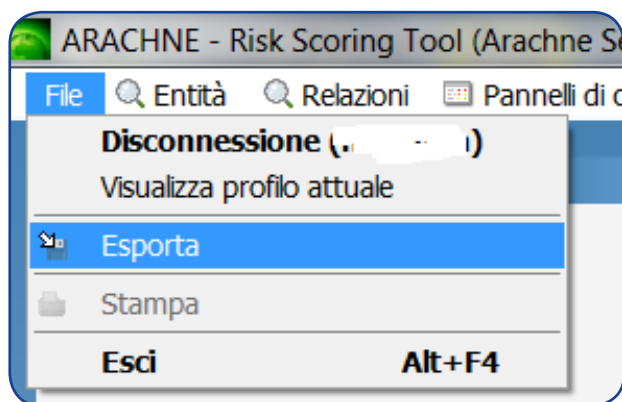 ARACHNE - Risk Scoring Tool (Arachne Se
File Entità Relazioni Pannelli di c
Disconnessione ( )
Visualizza profilo attuale
Esporta
Stampa
Esci Alt+F4